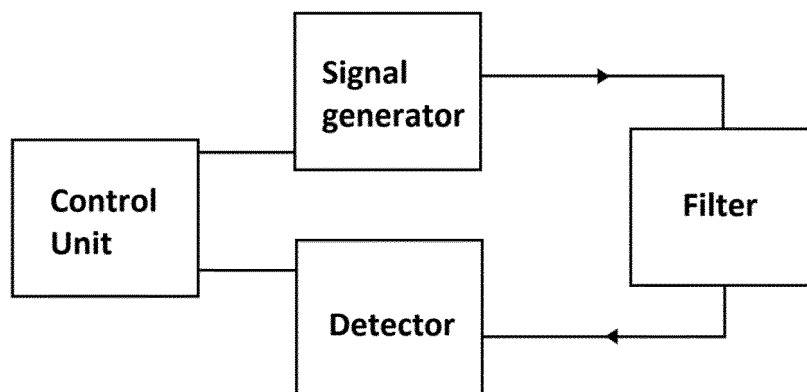 Signal
generator
Control
Unit
Filter
Detector